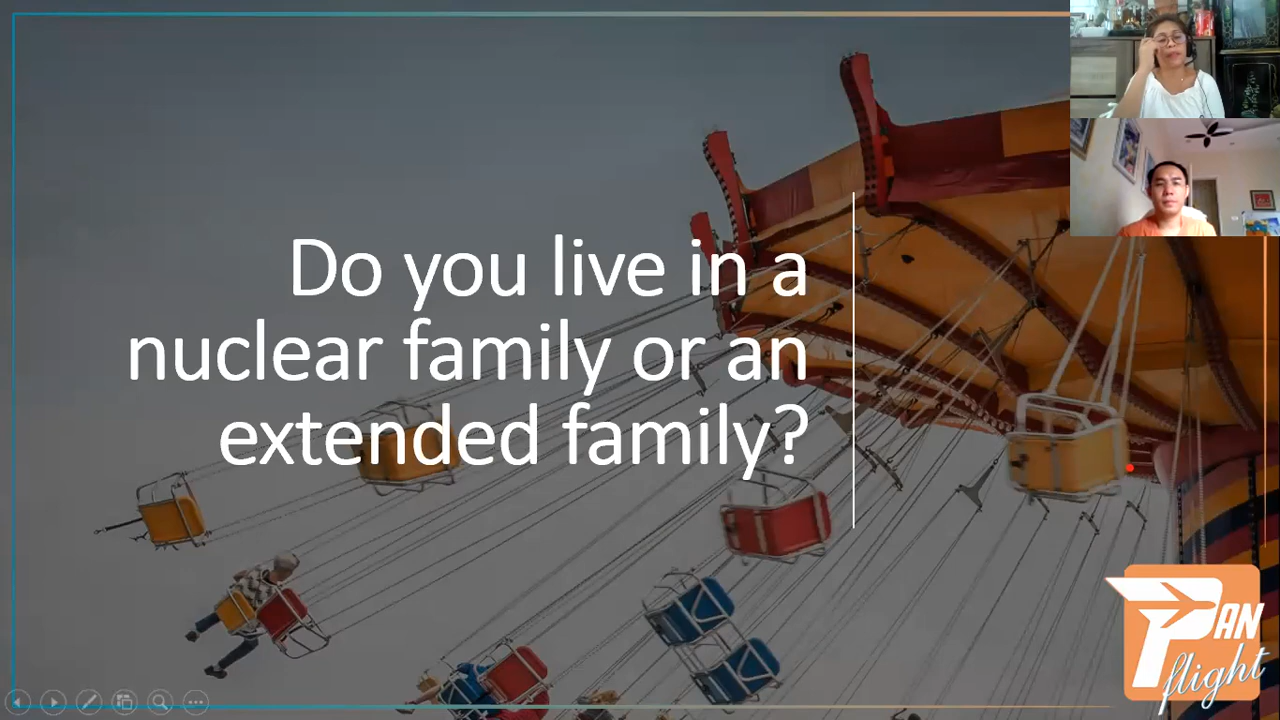 Do you live in a
nuclear family or an
extended family?
PAN
flight